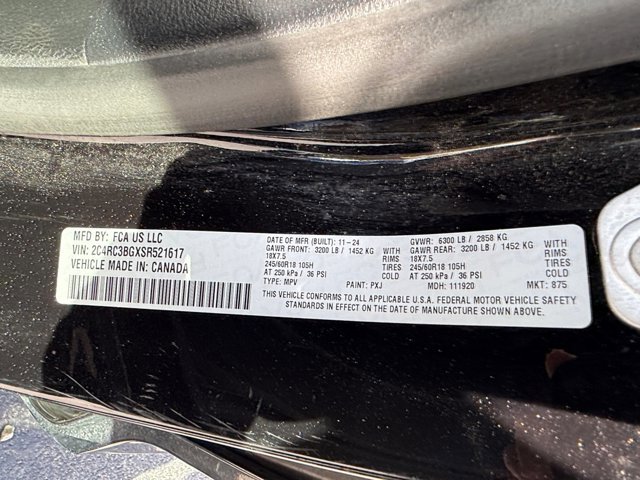 MFD BY: FCA US LLC
VIN: 2C4RC3BGXSR521617
VEHICLE MADE IN: CANADA
DATE OF MFR (BUILT): 11-24
GAWR FRONT: 3200 LB / 1452 KG WITH
18X7.5 RIMS
245/60R18 105H TIRES
AT 250 kPa / 36 PSI
TYPE: MPV PAINT: PXJ
GVWR: 6300 LB / 2858 KG
GAWR REAR: 3200 LB / 1452 KG WITH
18X7.5 RIMS
245/60R18 105H TIRES
AT 250 kPa / 36 PSI
MDH: 111920 MKT: 875
THIS VEHICLE CONFORMS TO ALL APPLICABLE U.S.A. FEDERAL MOTOR VEHICLE SAFETY
STANDARDS IN EFFECT ON THE DATE OF MANUFACTURE SHOWN ABOVE.